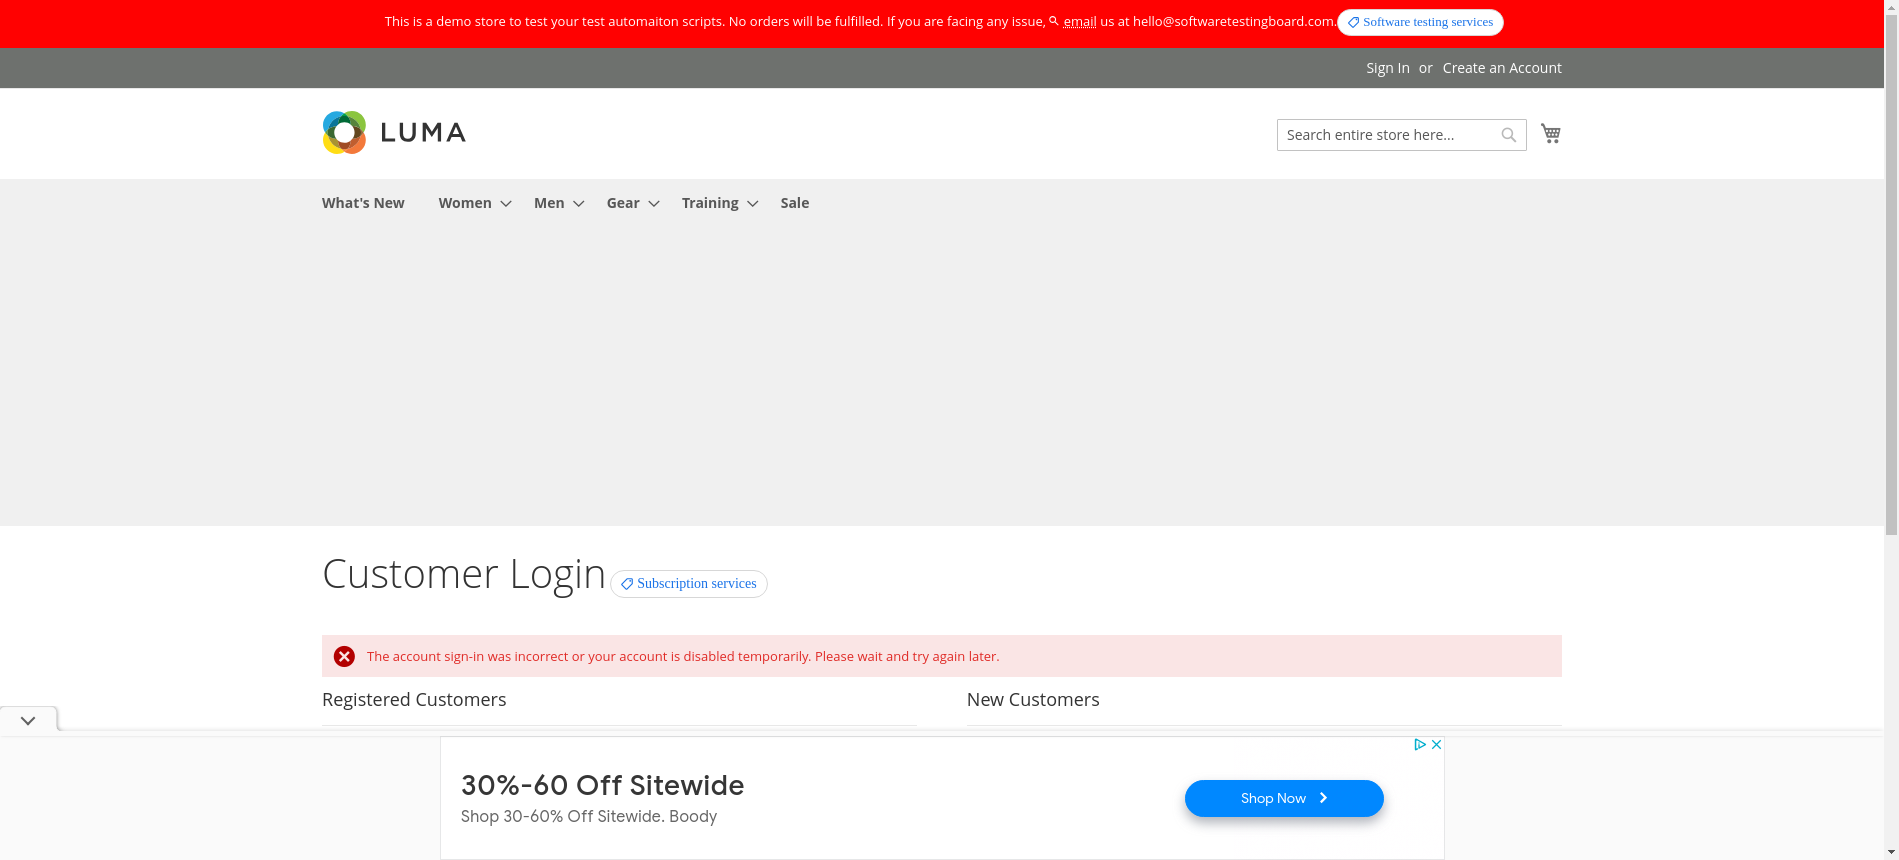 This is a demo store to test your test automaiton scripts. No orders will be fulfilled. If you are facing any issue, email us at hello@softwaretestingboard.com. Software testing services
Sign In or Create an Account
LUMA
Search entire store here...
What's New Women Men Gear Training Sale
Customer Login Subscription services
The account sign-in was incorrect or your account is disabled temporarily. Please wait and try again later.
Registered Customers New Customers
30%-60 Off Sitewide
Shop Now
Shop 30-60% Off Sitewide. Boody